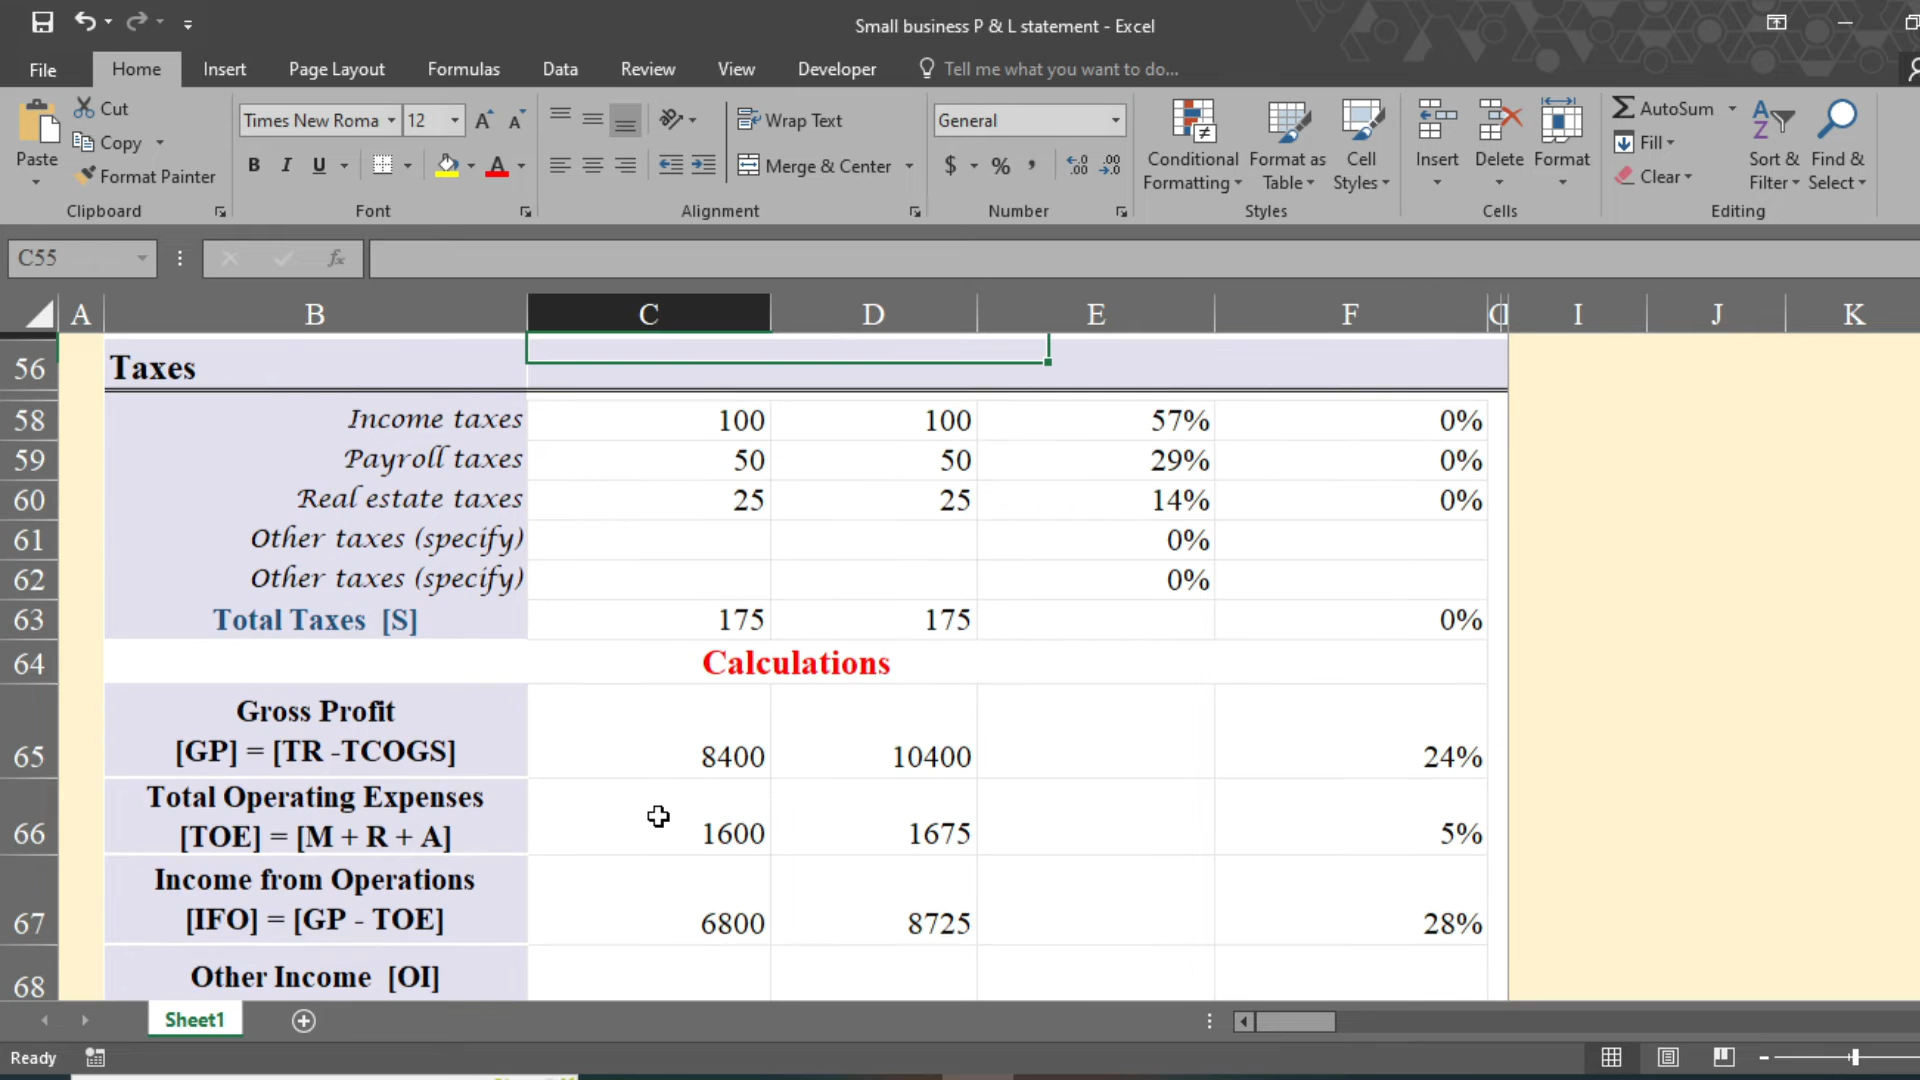 Small business P & L statement - Excel
File Home Insert Page Layout Formulas Data Review View Developer Tell me what you want to do...
Paste
Cut
Copy
Format Painter
Clipboard
Times New Roma 12
B I U A
Font
Wrap Text
Merge & Center
Alignment
General
$ % ,
Number
Conditional
Formatting
Format as
Table
Cell
Styles
Styles
Insert
Delete
Format
Cells
AutoSum
Fill
Clear
Sort &
Filter
Find &
Select
Editing
C55 fx
A B C D E F I J K
56 Taxes
58 Income taxes 100 100 57% 0%
59 Payroll taxes 50 50 29% 0%
60 Real estate taxes 25 25 14% 0%
61 Other taxes (specify) 0%
62 Other taxes (specify) 0%
63 Total Taxes [S] 175 175 0%
64 Calculations
Gross Profit
65 [GP] = [TR -TCOGS] 8400 10400 24%
Total Operating Expenses
66 [TOE] = [M + R + A] 1600 1675 5%
Income from Operations
67 [IFO] = [GP - TOE] 6800 8725 28%
68 Other Income [OI]
Sheet1
Ready